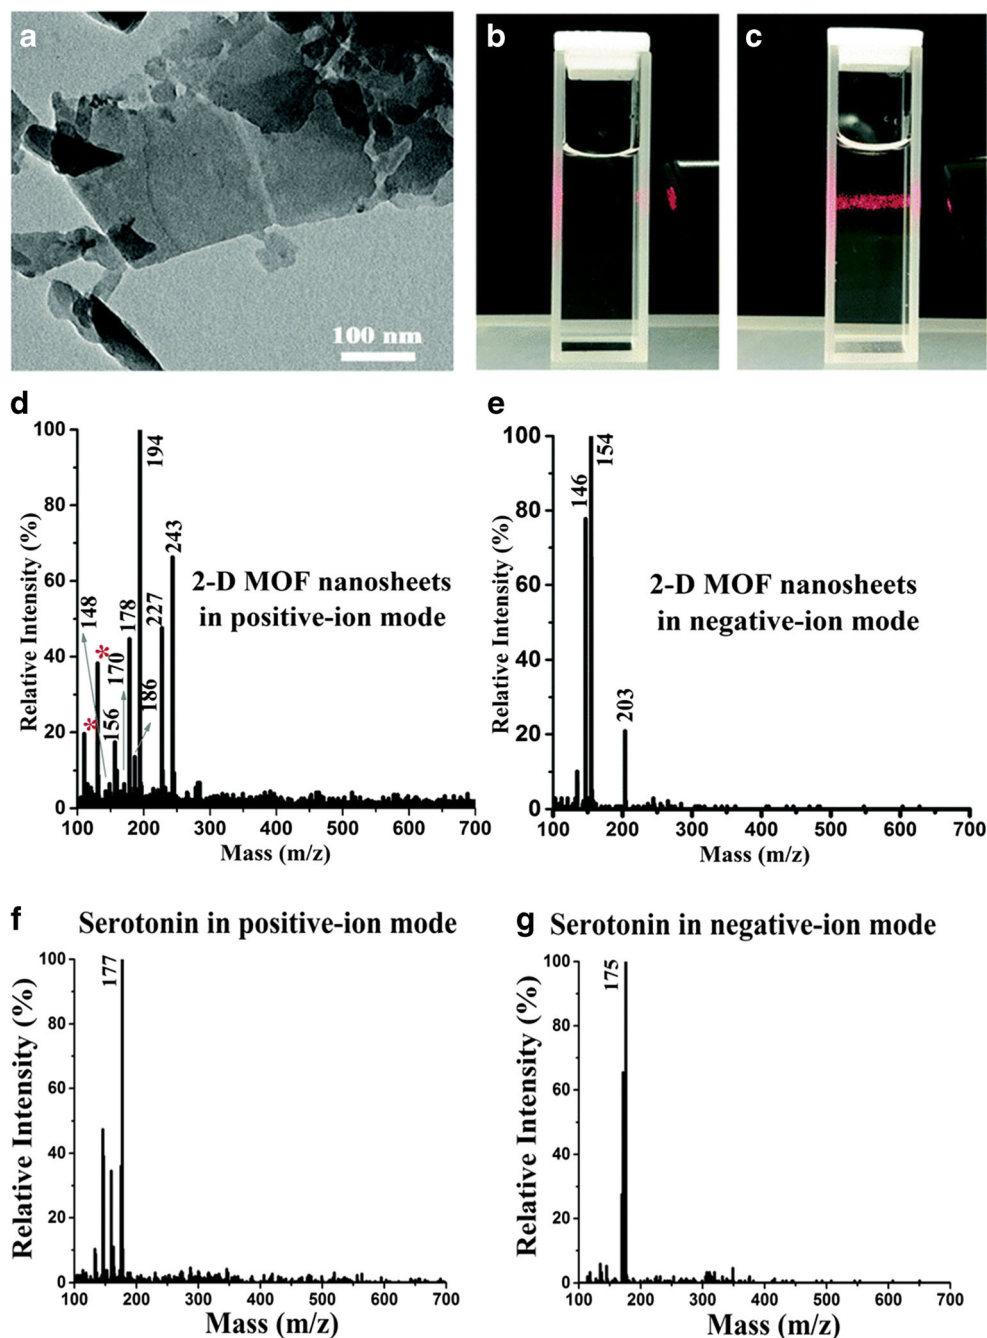 a
b
c
100 nm
d
e
Relative Intensity (%)
100
80
60
40
20
0
194
243
148
*
178
227
170
186
156
*
2-D MOF nanosheets
in positive-ion mode
100 200 300 400 500 600 700
Mass (m/z)
Relative Intensity (%)
100
80
60
40
20
0
154
146
203
2-D MOF nanosheets
in negative-ion mode
100 200 300 400 500 600 700
Mass (m/z)
f
Serotonin in positive-ion mode
Relative Intensity (%)
100
80
60
40
20
0
177
100 200 300 400 500 600 700
Mass (m/z)
g
Serotonin in negative-ion mode
Relative Intensity (%)
100
80
60
40
20
0
175
100 200 300 400 500 600 700
Mass (m/z)